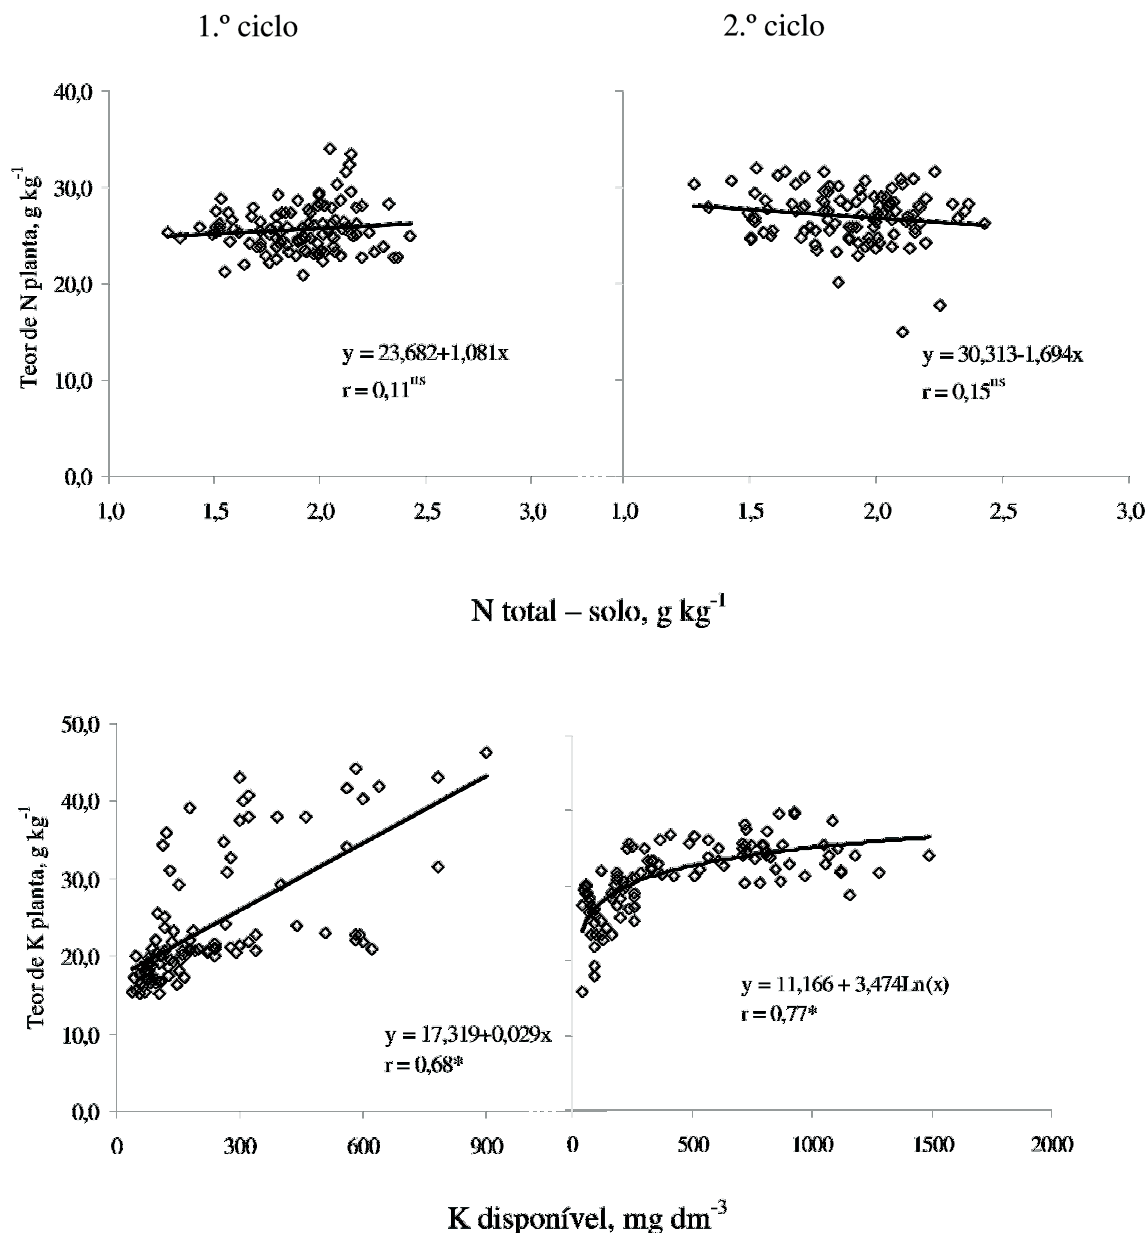 1.º ciclo 2.º ciclo
40,0
30,0
20,0
10,0
0,0
Teor de N planta, g kg-1
y = 23,682+1,081x
r = 0,11ns
y = 30,313-1,694x
r = 0,15ns
1,0 1,5 2,0 2,5 3,0
1,0 1,5 2,0 2,5 3,0
N total – solo, g kg-1
50,0
40,0
30,0
20,0
10,0
0,0
Teor de K planta, g kg-1
y = 17,319+0,029x
r = 0,68*
y = 11,166 + 3,474Ln(x)
r = 0,77*
0 300 600 900
0 500 1000 1500 2000
K disponível, mg dm-3